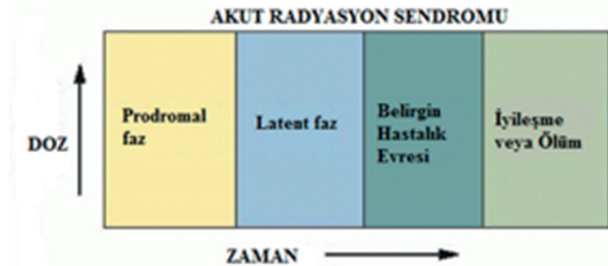 AKUT RADYASYON SENDROMU
DOZ
Prodromal
faz
Latent faz
Belirgin
Hastalık
Evresi
İyileşme
veya Ölüm
ZAMAN